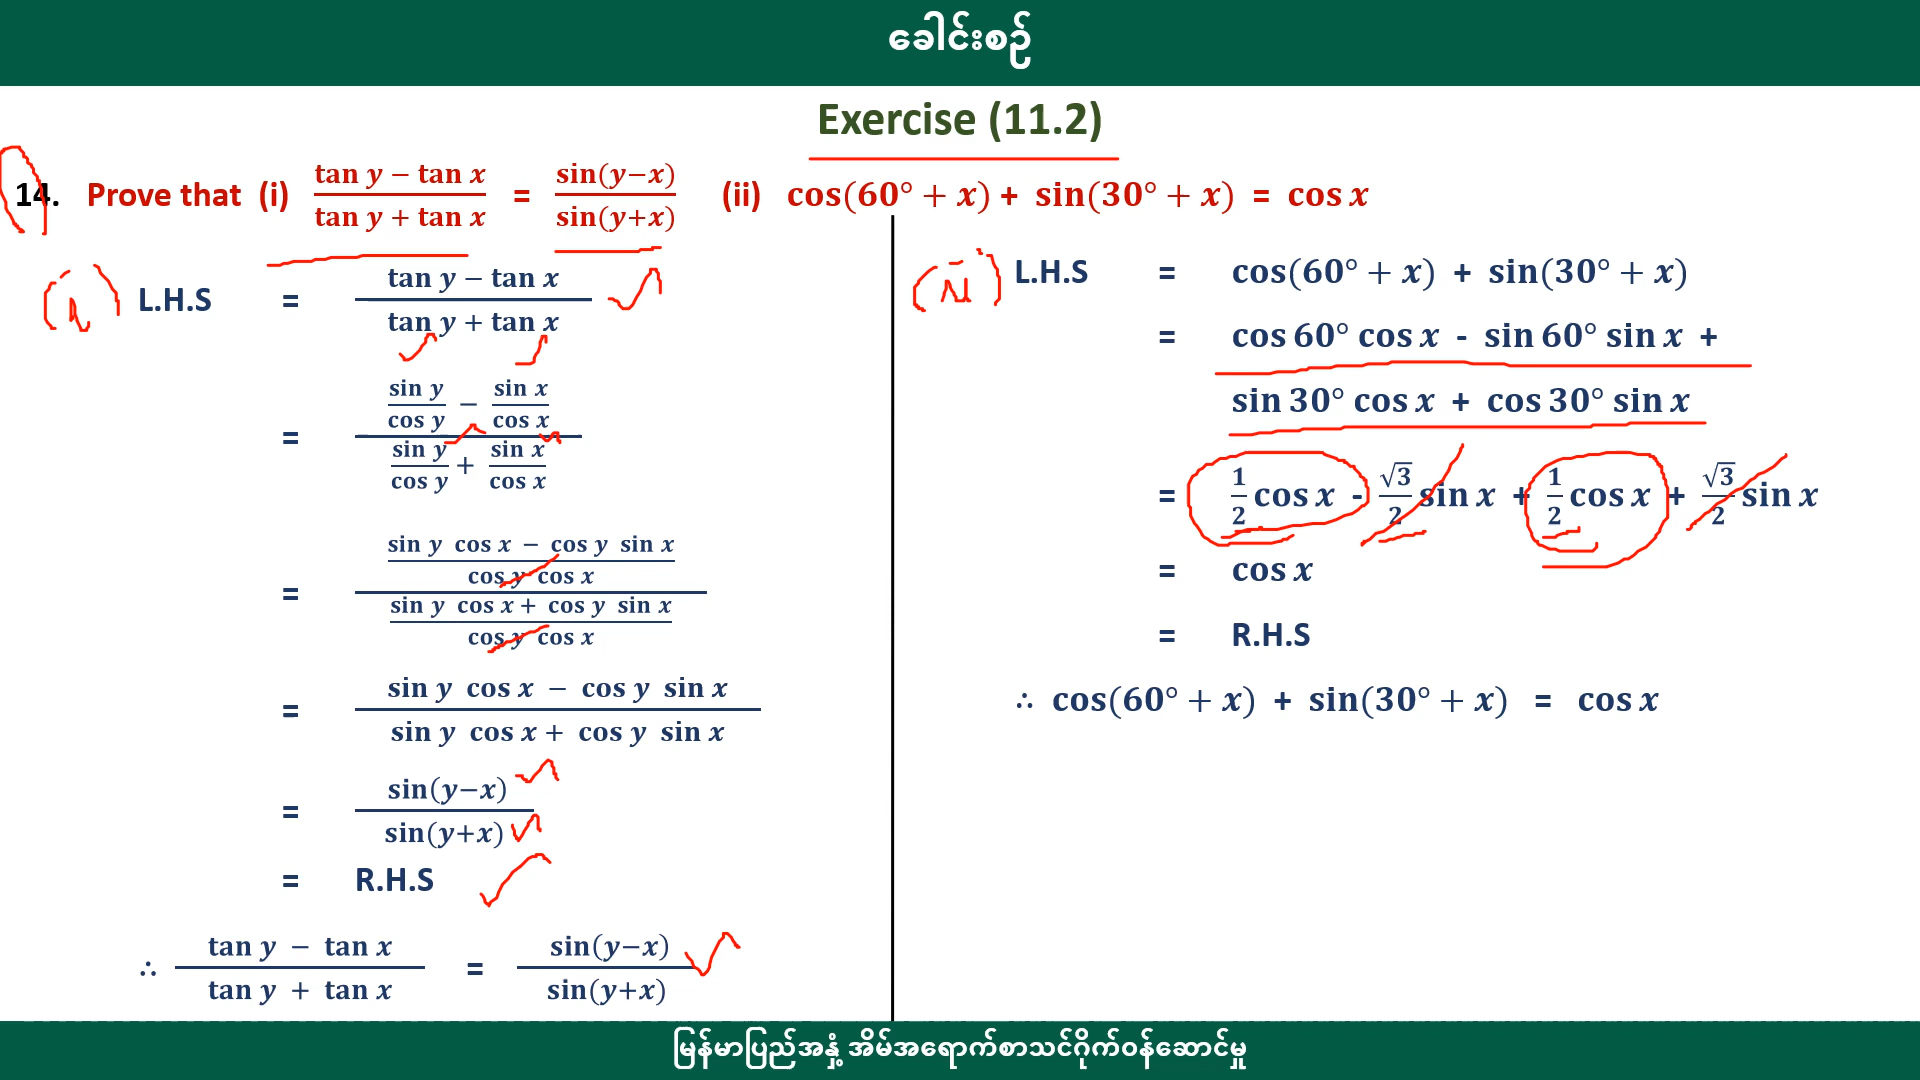 ခေါင်းစဉ်
Exercise (11.2)
14. Prove that (i) (tan y − tan x)/(tan y + tan x) = sin(y−x)/sin(y+x) (ii) cos(60° + x) + sin(30° + x) = cos x
(i) L.H.S = (tan y − tan x)/(tan y + tan x)
= (sin y/cos y − sin x/cos x)/(sin y/cos y + sin x/cos x)
= ((sin y cos x − cos y sin x)/(cos y cos x))/((sin y cos x + cos y sin x)/(cos y cos x))
= (sin y cos x − cos y sin x)/(sin y cos x + cos y sin x)
= sin(y−x)/sin(y+x)
= R.H.S
∴ (tan y − tan x)/(tan y + tan x) = sin(y−x)/sin(y+x)
(ii) L.H.S = cos(60° + x) + sin(30° + x)
= cos 60° cos x - sin 60° sin x +
sin 30° cos x + cos 30° sin x
= 1/2 cos x - √3/2 sin x + 1/2 cos x + √3/2 sin x
= cos x
= R.H.S
∴ cos(60° + x) + sin(30° + x) = cos x
မြန်မာပြည်အနှံ့ အိမ်အရောက်စာသင်ဂိုက်ဝန်ဆောင်မှု